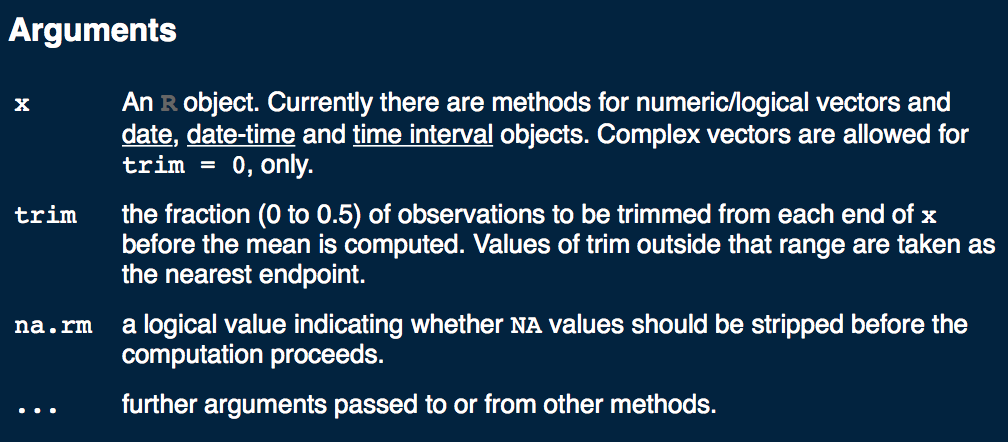 Arguments
x An R object. Currently there are methods for numeric/logical vectors and
date, date-time and time interval objects. Complex vectors are allowed for
trim = 0, only.
trim the fraction (0 to 0.5) of observations to be trimmed from each end of x
before the mean is computed. Values of trim outside that range are taken as
the nearest endpoint.
na.rm a logical value indicating whether NA values should be stripped before the
computation proceeds.
... further arguments passed to or from other methods.